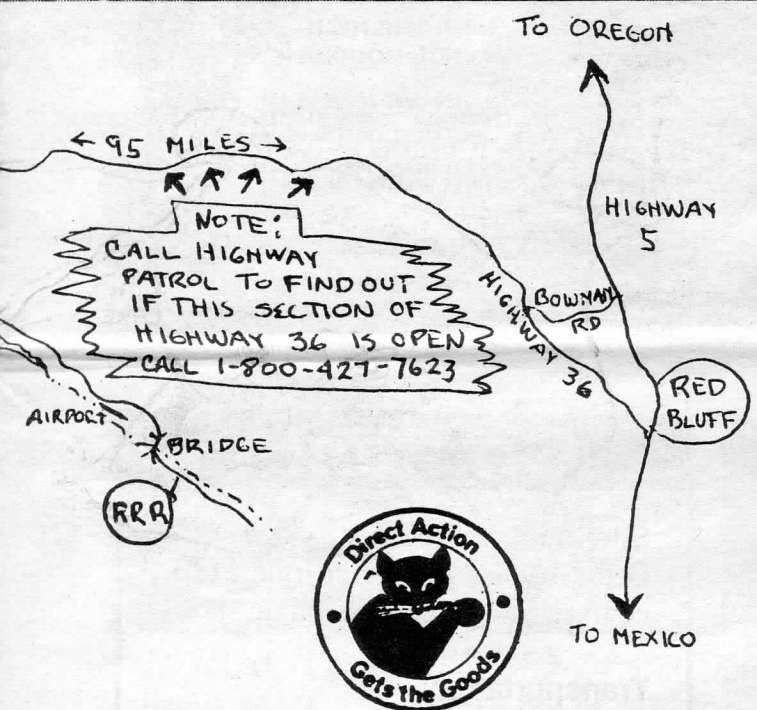 TO OREGON
← 95 MILES →
HIGHWAY
5
NOTE:
CALL HIGHWAY
PATROL TO FIND OUT
IF THIS SECTION OF
HIGHWAY 36 IS OPEN
CALL 1-800-427-7623
HIGHWAY 36
BOWMAN
RD
RED
BLUFF
AIRPORT
BRIDGE
RRR
Direct Action
Gets the Goods
TO MEXICO